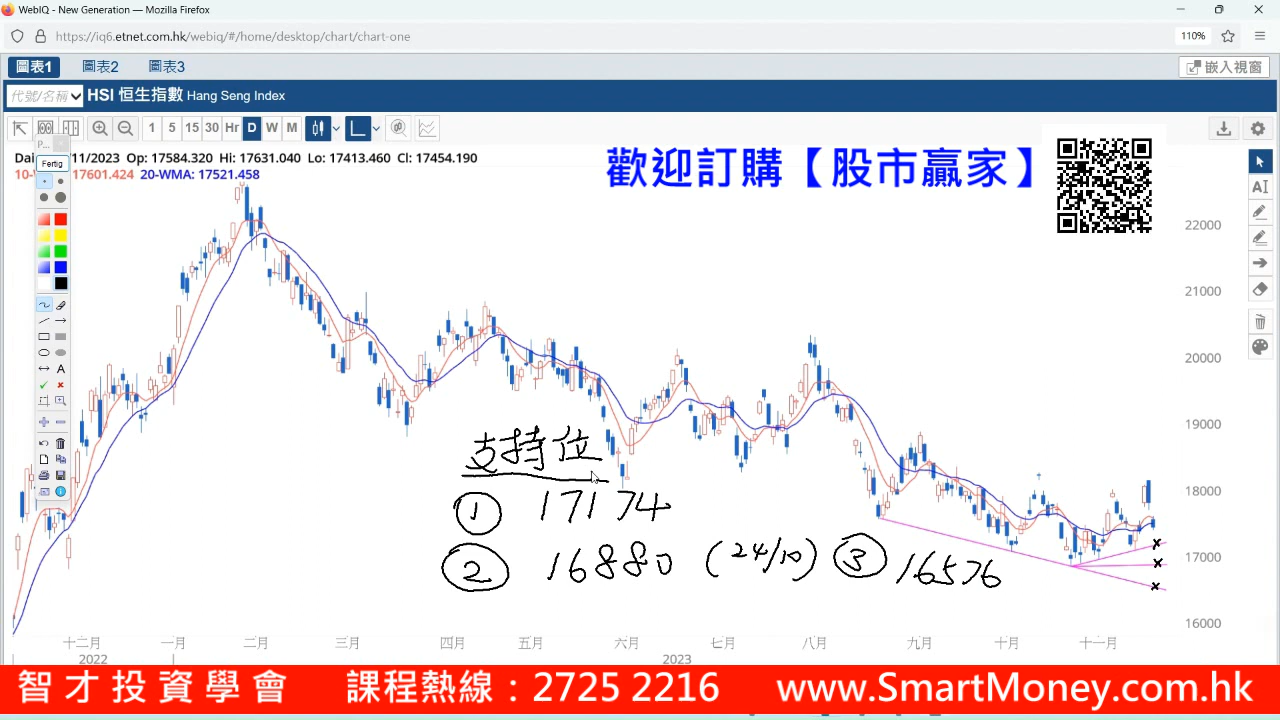 WebIQ - New Generation — Mozilla Firefox
https://iq6.etnet.com.hk/webiq/#/home/desktop/chart/chart-one
110%
圖表1 圖表2 圖表3 嵌入視窗
代號/名稱 HSI 恒生指數 Hang Seng Index
1 5 15 30 Hr D W M
P...
Fertig
Dai /11/2023 Op: 17584.320 Hi: 17631.040 Lo: 17413.460 Cl: 17454.190
10-W 17601.424 20-WMA: 17521.458
歡迎訂購【股市贏家】
22000
21000
20000
19000
18000
17000
16000
支持位
① 17174
② 16880 (24/10) ③ 16576
十二月 一月 二月 三月 四月 五月 六月 七月 八月 九月 十月 十一月
2022 2023
智才投資學會 課程熱線：2725 2216 www.SmartMoney.com.hk